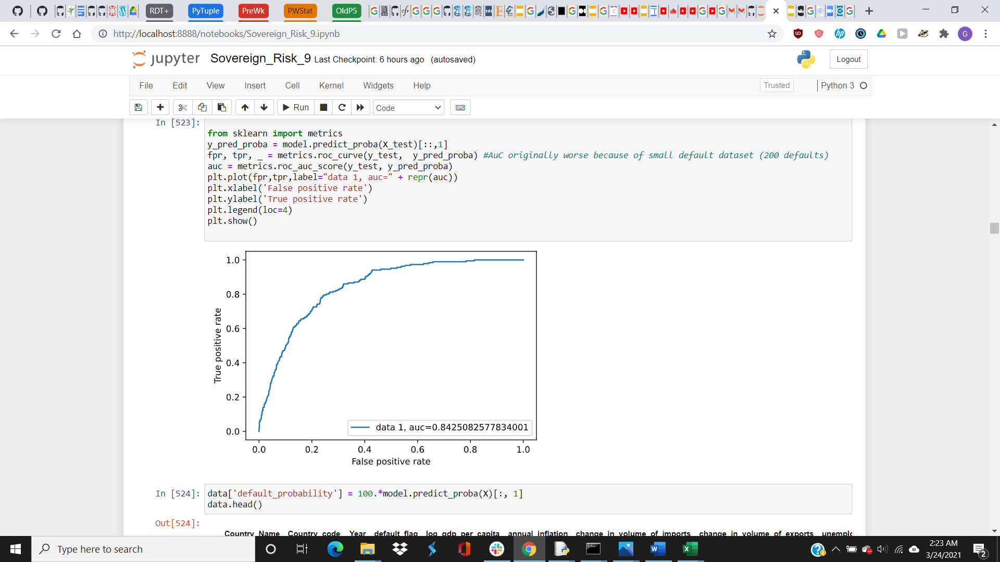 RDT+ PyTuple PreWk PWStat OldP5
http://localhost:8888/notebooks/Sovereign_Risk_9.ipynb
jupyter Sovereign_Risk_9 Last Checkpoint: 6 hours ago (autosaved) Logout
File Edit View Insert Cell Kernel Widgets Help Trusted Python 3
Run Code
In [523]:
from sklearn import metrics
y_pred_proba = model.predict_proba(X_test)[::,1]
fpr, tpr, _ = metrics.roc_curve(y_test,  y_pred_proba) #AuC originally worse because of small default dataset (200 defaults)
auc = metrics.roc_auc_score(y_test, y_pred_proba)
plt.plot(fpr,tpr,label="data 1, auc=" + repr(auc))
plt.xlabel('False positive rate')
plt.ylabel('True positive rate')
plt.legend(loc=4)
plt.show()
1.0
0.8
0.6
0.4
0.2
0.0
True positive rate
data 1, auc=0.8425082577834001
0.0 0.2 0.4 0.6 0.8 1.0
False positive rate
In [524]: data['default_probability'] = 100.*model.predict_proba(X)[:, 1]
data.head()
Out[524]:
Country_Name Country_code Year default_flag log_gdp_per_capita annual_inflation change_in_volume_of_imports change_in_volume_of_exports unemplo
Type here to search
2:23 AM
3/24/2021
2